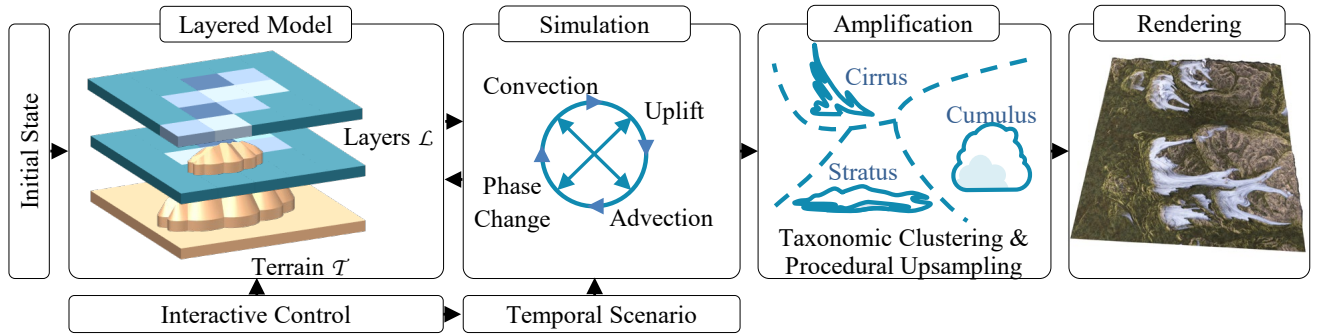 Initial State
Layered Model
Layers ℒ
Terrain 𝒯
Simulation
Convection
Uplift
Phase
Change
Advection
Amplification
Cirrus
Cumulus
Stratus
Taxonomic Clustering &
Procedural Upsampling
Rendering
Interactive Control
Temporal Scenario